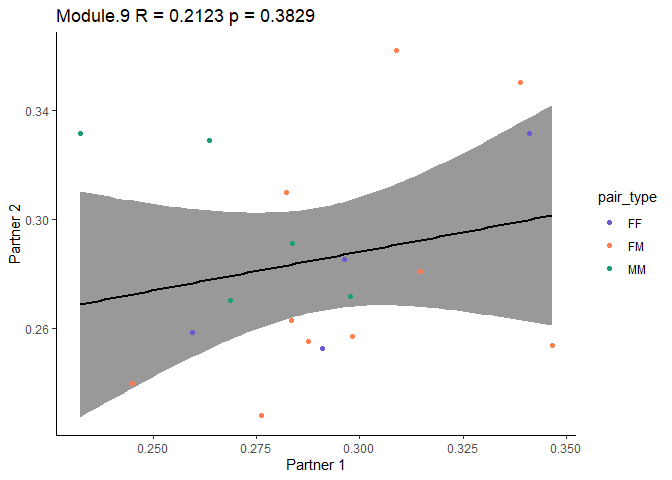 Module.9 R = 0.2123 p = 0.3829
0.34
0.30
0.26
Partner 2
0.250
0.275
0.300
0.325
0.350
Partner 1
pair_type
FF
FM
MM